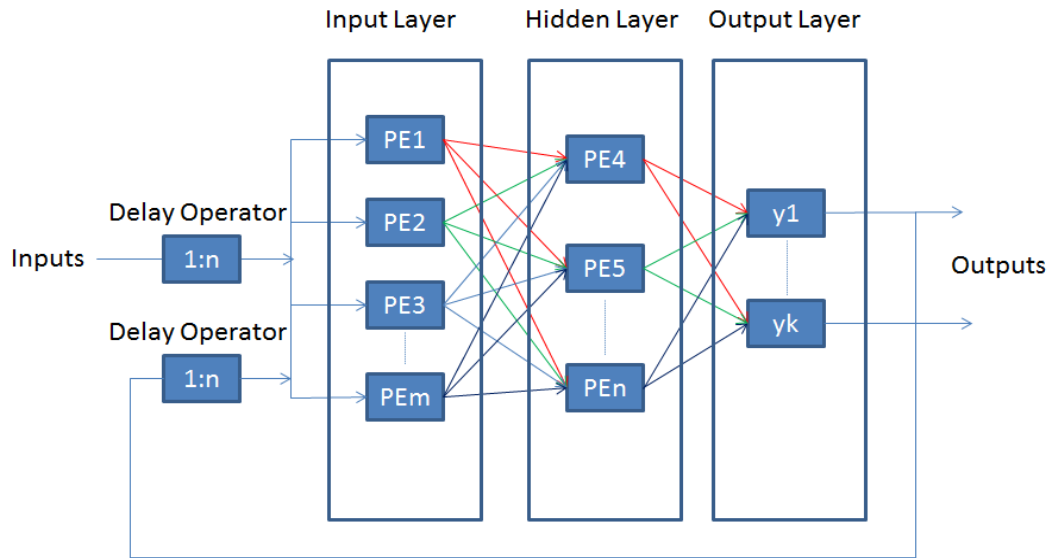 Input Layer
Hidden Layer
Output Layer
PE1
PE4
Delay Operator
PE2
y1
Inputs
1:n
PE5
Outputs
Delay Operator
PE3
yk
1:n
PEm
PEn